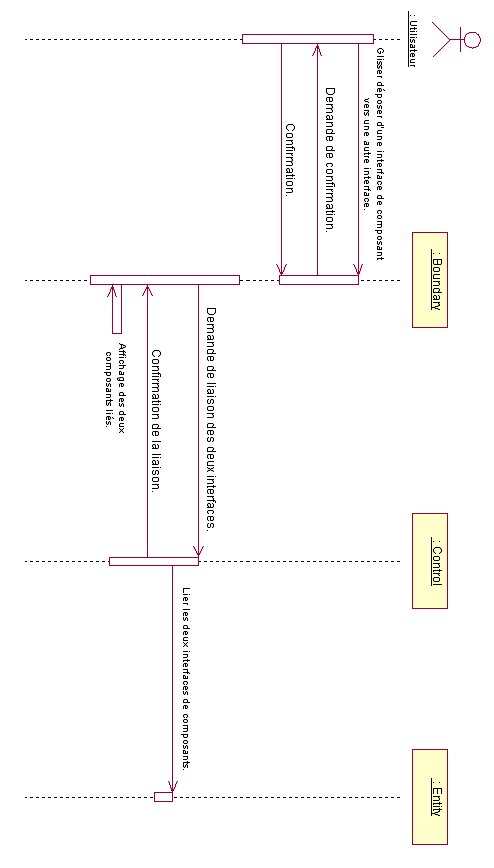 : Utilisateur
: Boundary
: Control
: Entity
Glisser déposer d'une interface de composant
vers une autre interface.
Demande de confirmation.
Confirmation.
Demande de liaison des deux interfaces.
Lier les deux interfaces de composants.
Confirmation de la liaison.
Affichage des deux
composants liés.